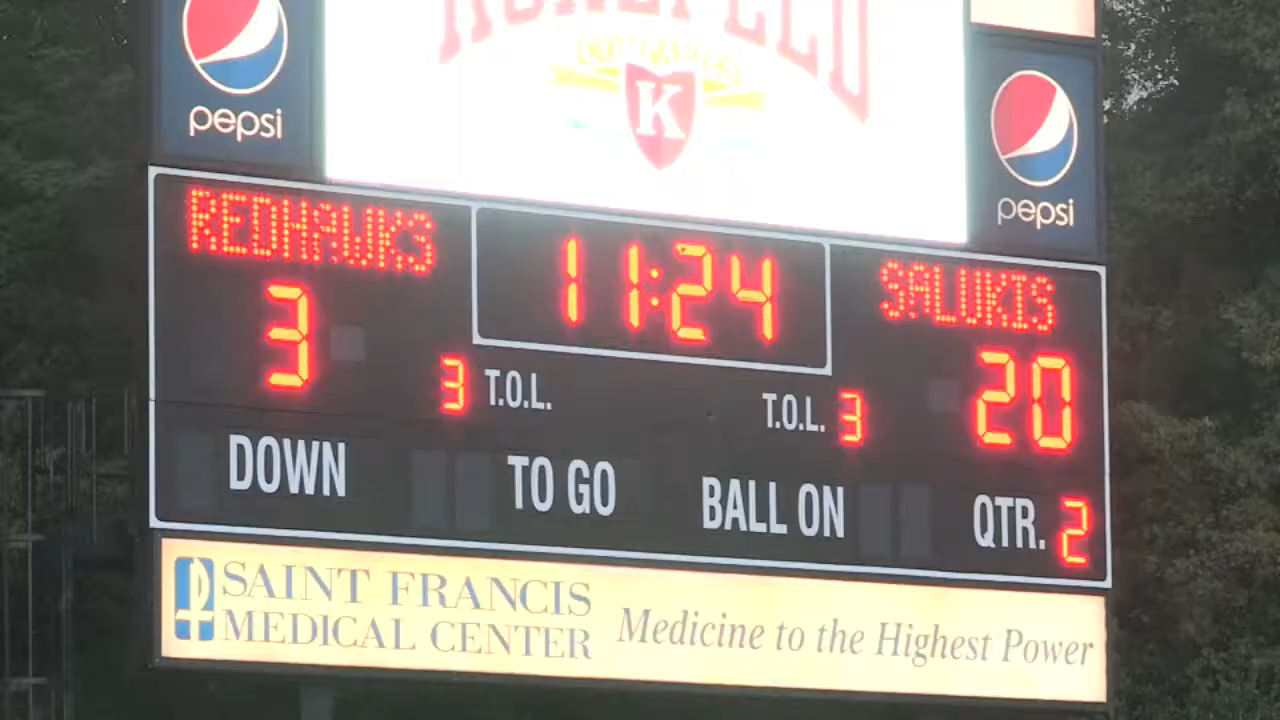 pepsi
COMPANIES
K
pepsi
REDHAWKS
11:24
SALUKIS
3
3 T.O.L.
T.O.L. 3
20
DOWN
TO GO
BALL ON
QTR. 2
SAINT FRANCIS
MEDICAL CENTER
Medicine to the Highest Power